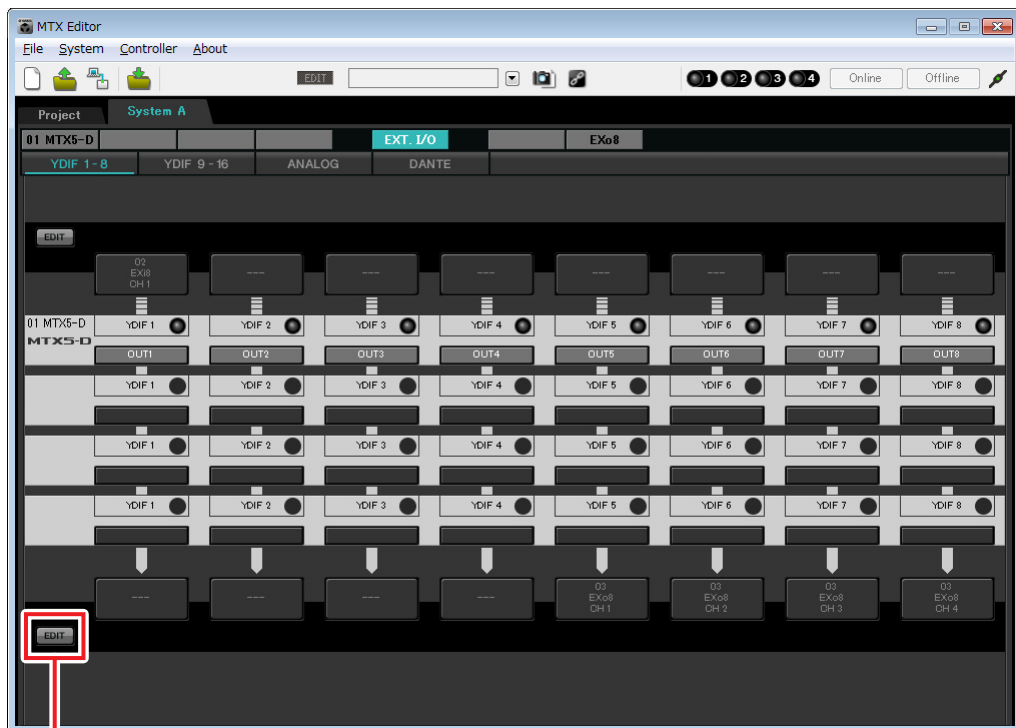 MTX Editor
File System Controller About
EDIT 1 2 3 4 Online Offline
Project System A
01 MTX5-D EXT. I/O EXo8
YDIF 1-8 YDIF 9-16 ANALOG DANTE
EDIT
02 EXi8 CH 1 --- --- --- --- --- --- ---
01 MTX5-D YDIF 1 YDIF 2 YDIF 3 YDIF 4 YDIF 5 YDIF 6 YDIF 7 YDIF 8
MTX5-D OUT1 OUT2 OUT3 OUT4 OUT5 OUT6 OUT7 OUT8
YDIF 1 YDIF 2 YDIF 3 YDIF 4 YDIF 5 YDIF 6 YDIF 7 YDIF 8
YDIF 1 YDIF 2 YDIF 3 YDIF 4 YDIF 5 YDIF 6 YDIF 7 YDIF 8
YDIF 1 YDIF 2 YDIF 3 YDIF 4 YDIF 5 YDIF 6 YDIF 7 YDIF 8
--- --- --- --- 03 EXo8 CH 1 03 EXo8 CH 2 03 EXo8 CH 3 03 EXo8 CH 4
EDIT